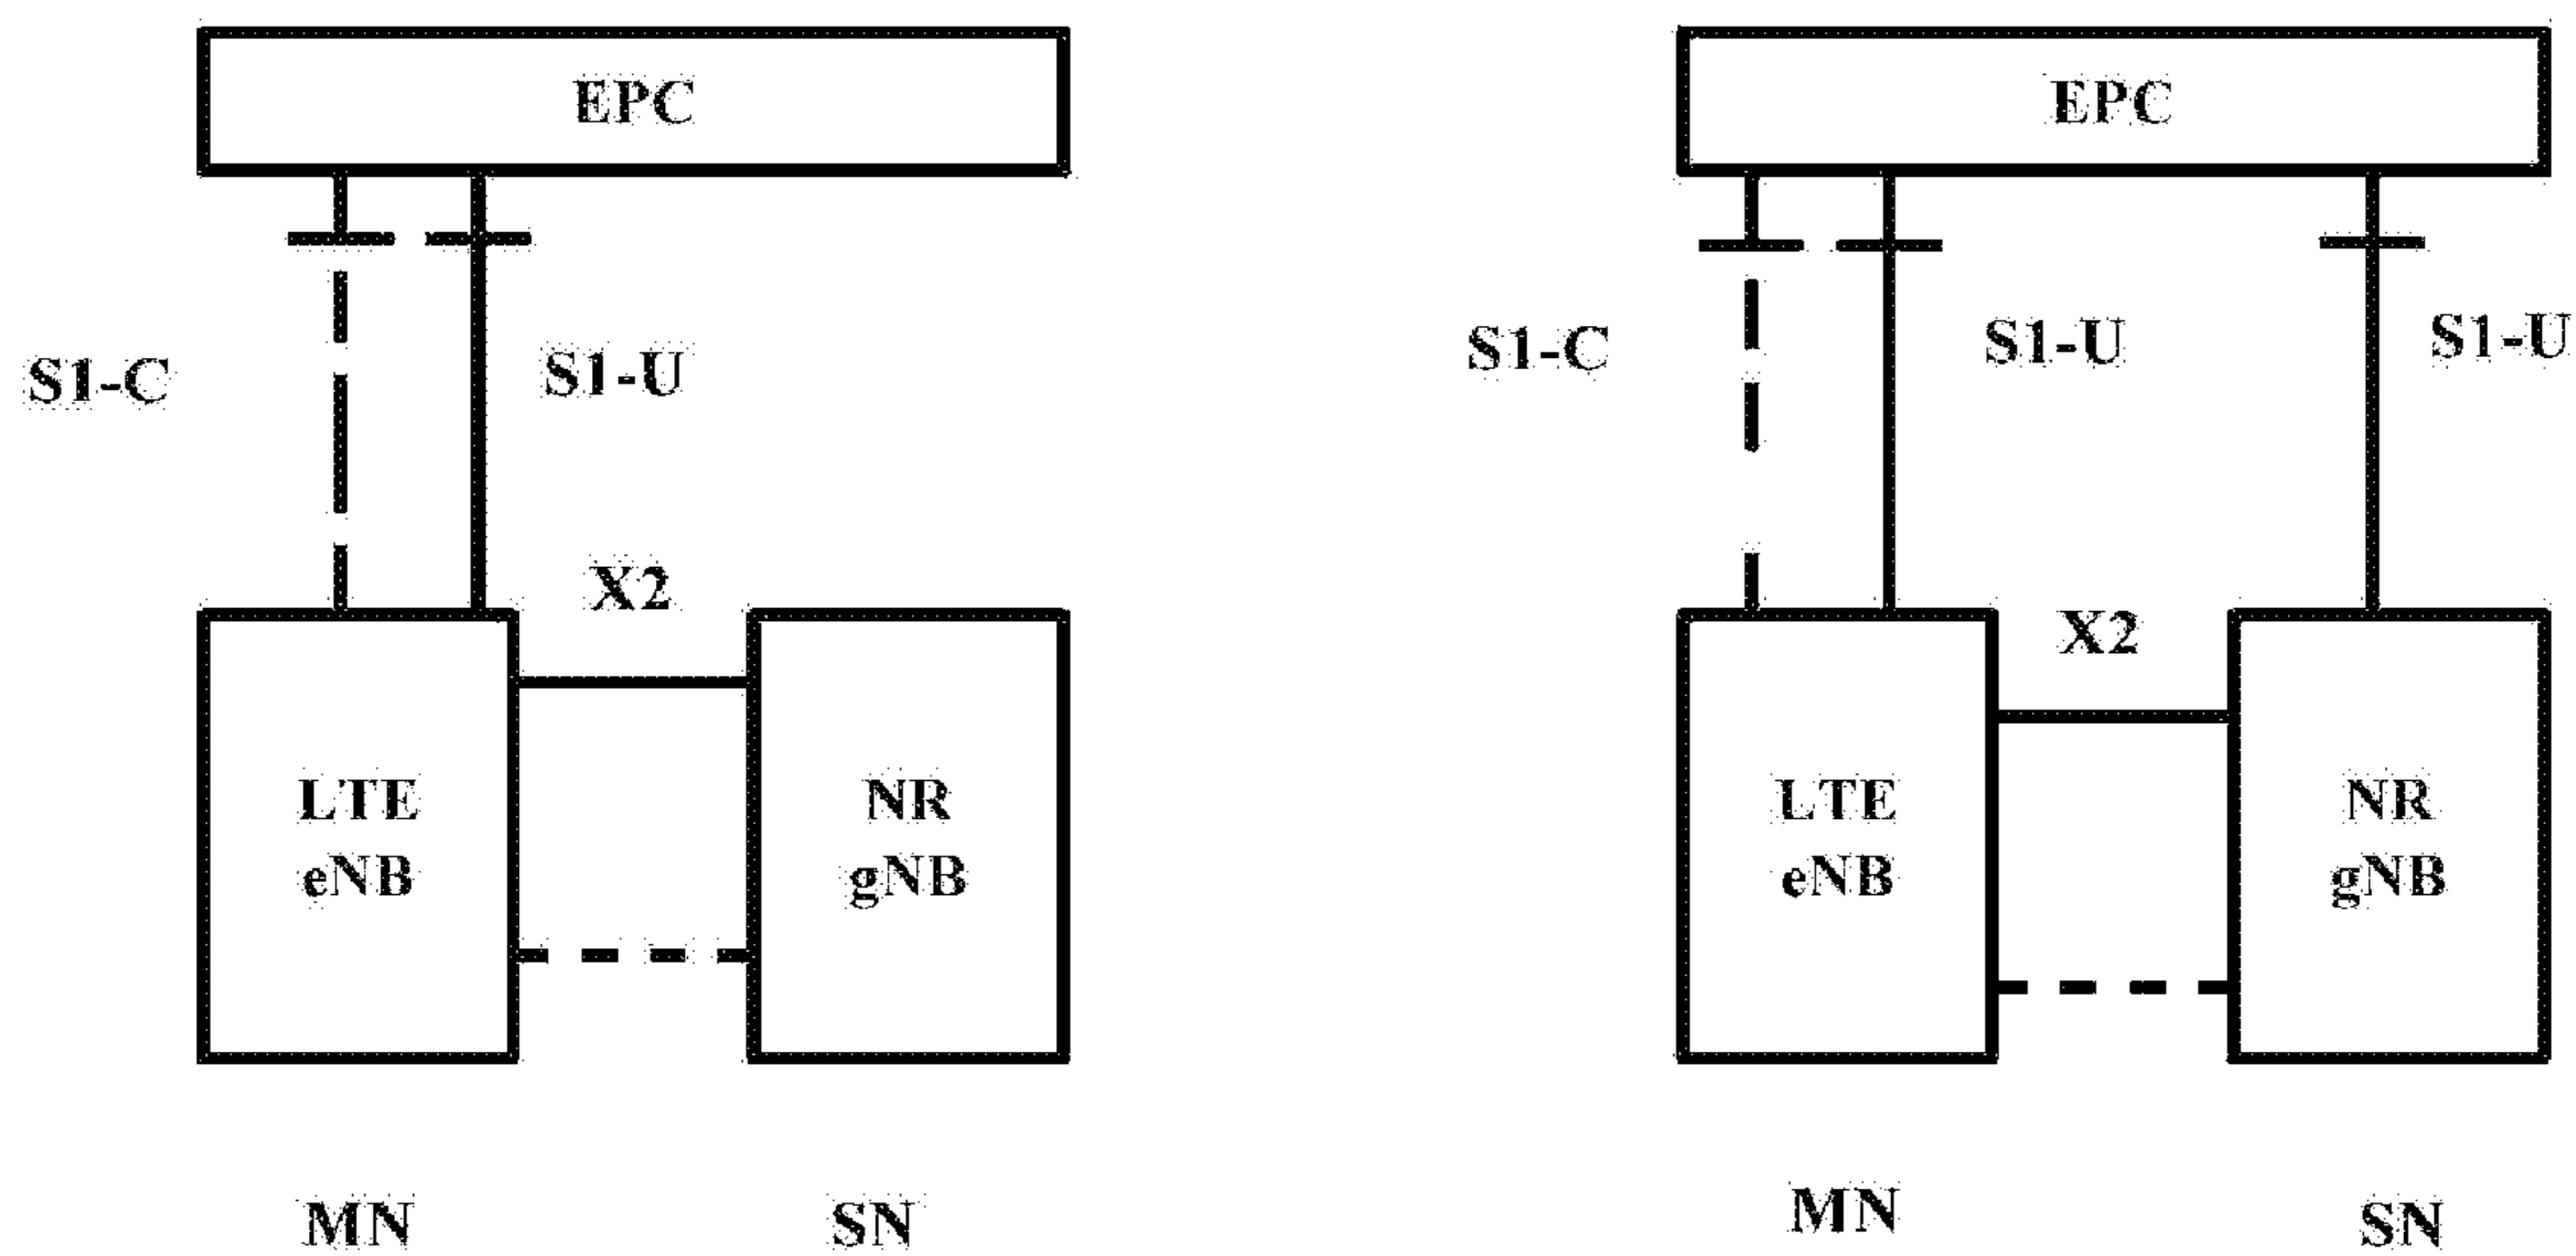 EPC
S1-C
S1-U
X2
LTE
eNB
NR
gNB
MN
SN
EPC
S1-C
S1-U
S1-U
X2
LTE
eNB
NR
gNB
MN
SN